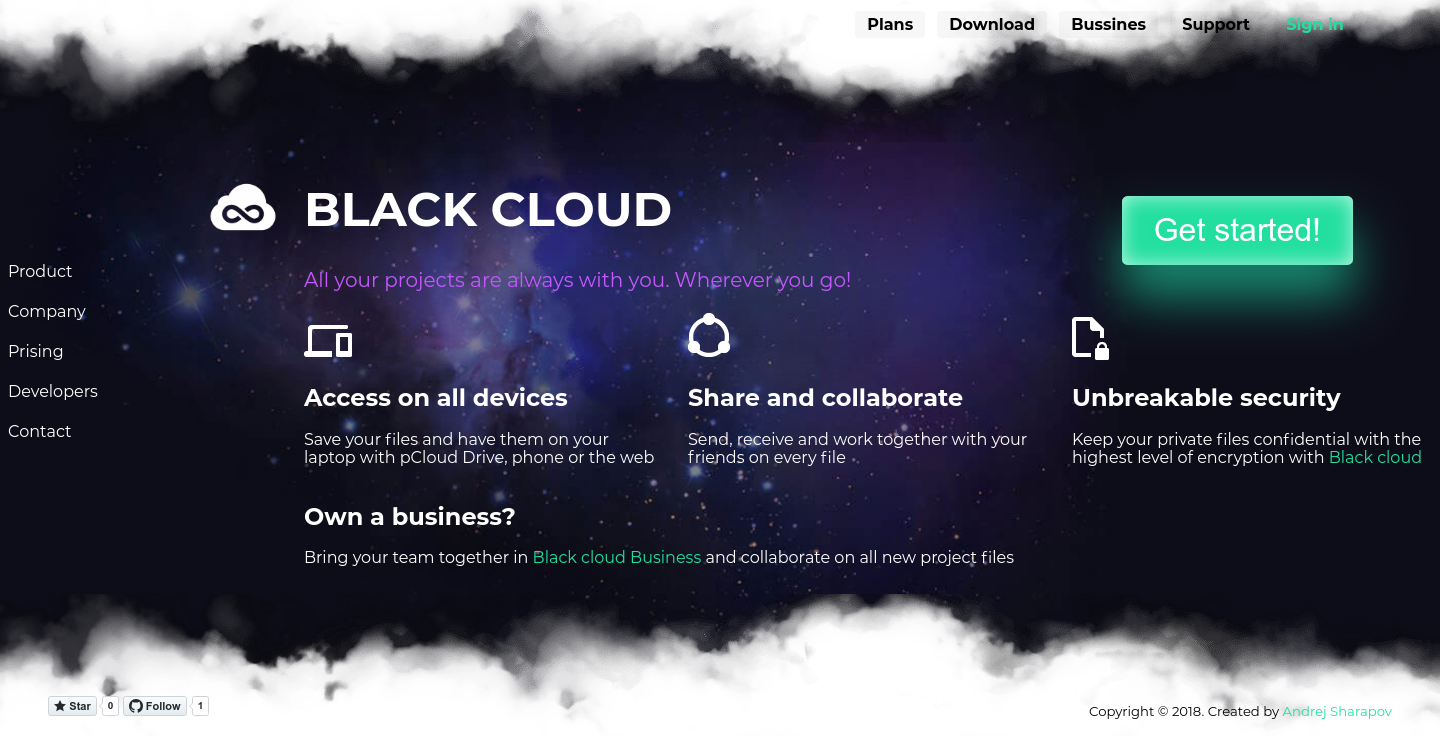 Plans Download Bussines Support Sign in
BLACK CLOUD
Get started!
All your projects are always with you. Wherever you go!
Product
Company
Prising
Developers
Contact
Access on all devices
Save your files and have them on your
laptop with pCloud Drive, phone or the web
Share and collaborate
Send, receive and work together with your
friends on every file
Unbreakable security
Keep your private files confidential with the
highest level of encryption with Black cloud
Own a business?
Bring your team together in Black cloud Business and collaborate on all new project files
Star 0 Follow 1
Copyright © 2018. Created by Andrej Sharapov